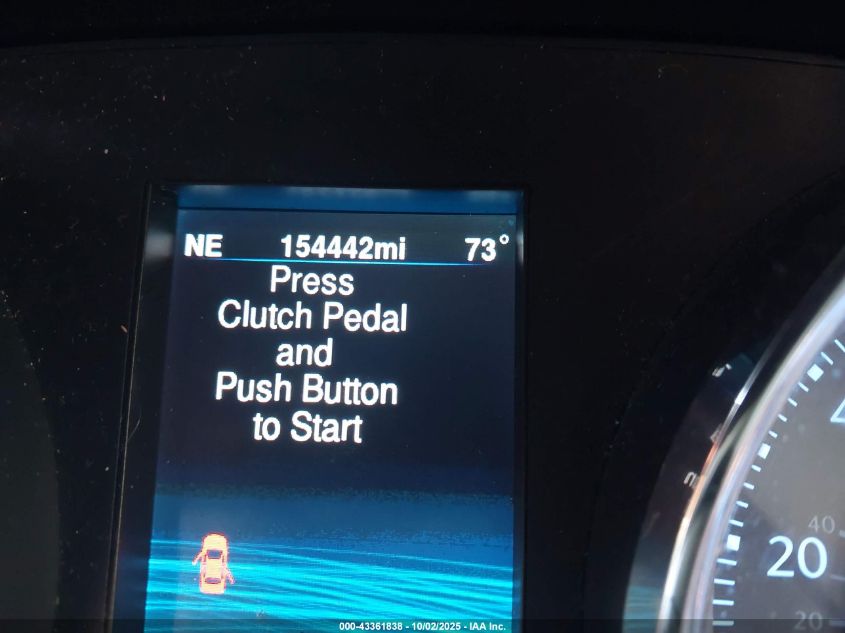 NE 154442mi 73°
Press
Clutch Pedal
and
Push Button
to Start
40
20
20
000-43361838 - 10/02/2025 - IAA Inc.